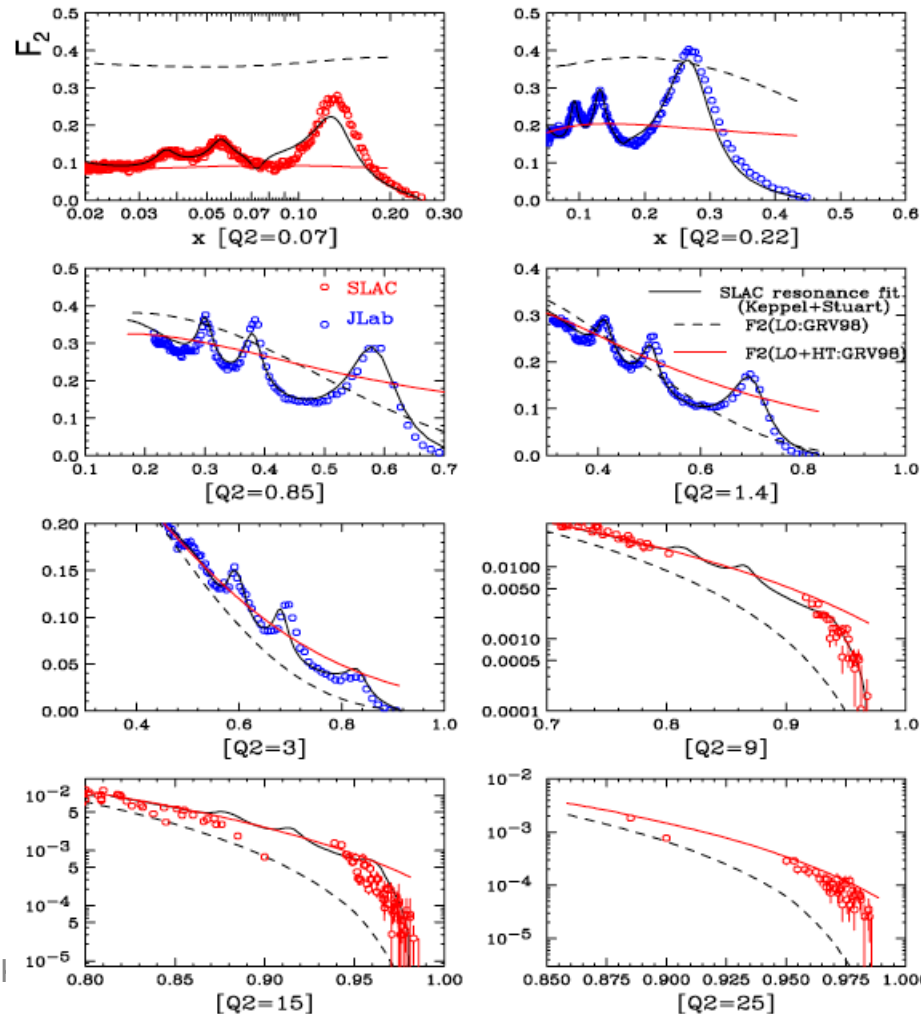 F2
0.5
0.4
0.3
0.2
0.1
0.0
0.02 0.03 0.05 0.07 0.10 0.20 0.30
x [Q2=0.07]
0.5
0.4
0.3
0.2
0.1
0.0
0.1 0.2 0.3 0.4 0.5 0.6
x [Q2=0.22]
0.5
0.4
0.3
0.2
0.1
0.0
SLAC
JLab
0.1 0.2 0.3 0.4 0.5 0.6 0.7
[Q2=0.85]
0.5
0.4
0.3
0.2
0.1
0.0
SLAC resonance fit
(Keppel+Stuart)
F2(LO:GRV98)
F2(LO+HT:GRV98)
0.4 0.6 0.8 1.0
[Q2=1.4]
0.20
0.15
0.10
0.05
0.00
0.4 0.6 0.8 1.0
[Q2=3]
0.0100
0.0050
0.0010
0.0005
0.0001
0.7 0.8 0.9 1.0
[Q2=9]
10−2
5
10−3
5
10−4
5
10−5
0.80 0.85 0.90 0.95 1.00
[Q2=15]
10−2
10−3
10−4
10−5
0.850 0.875 0.900 0.925 0.950 0.975 1.000
[Q2=25]